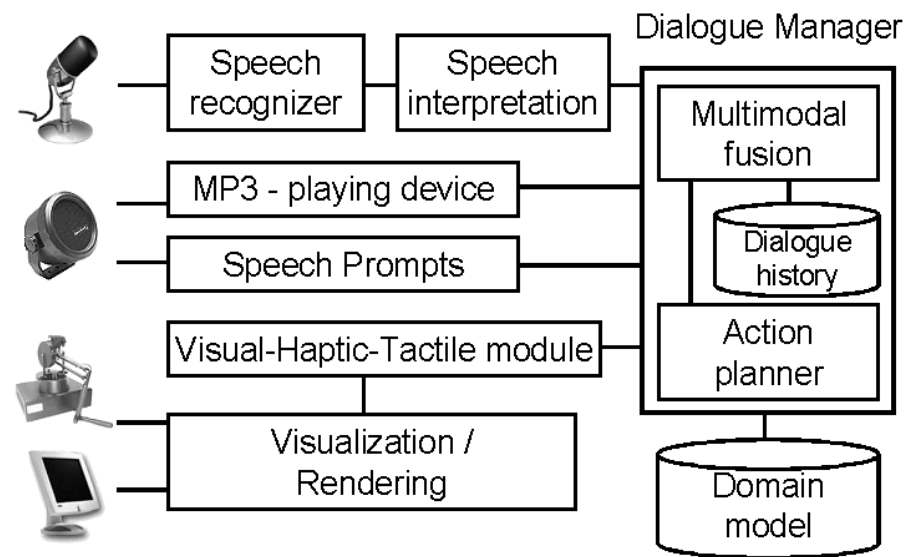 Dialogue Manager
Speech
recognizer
Speech
interpretation
Multimodal
fusion
MP3 - playing device
Dialogue
history
Speech Prompts
Visual-Haptic-Tactile module
Action
planner
Visualization /
Rendering
Domain
model